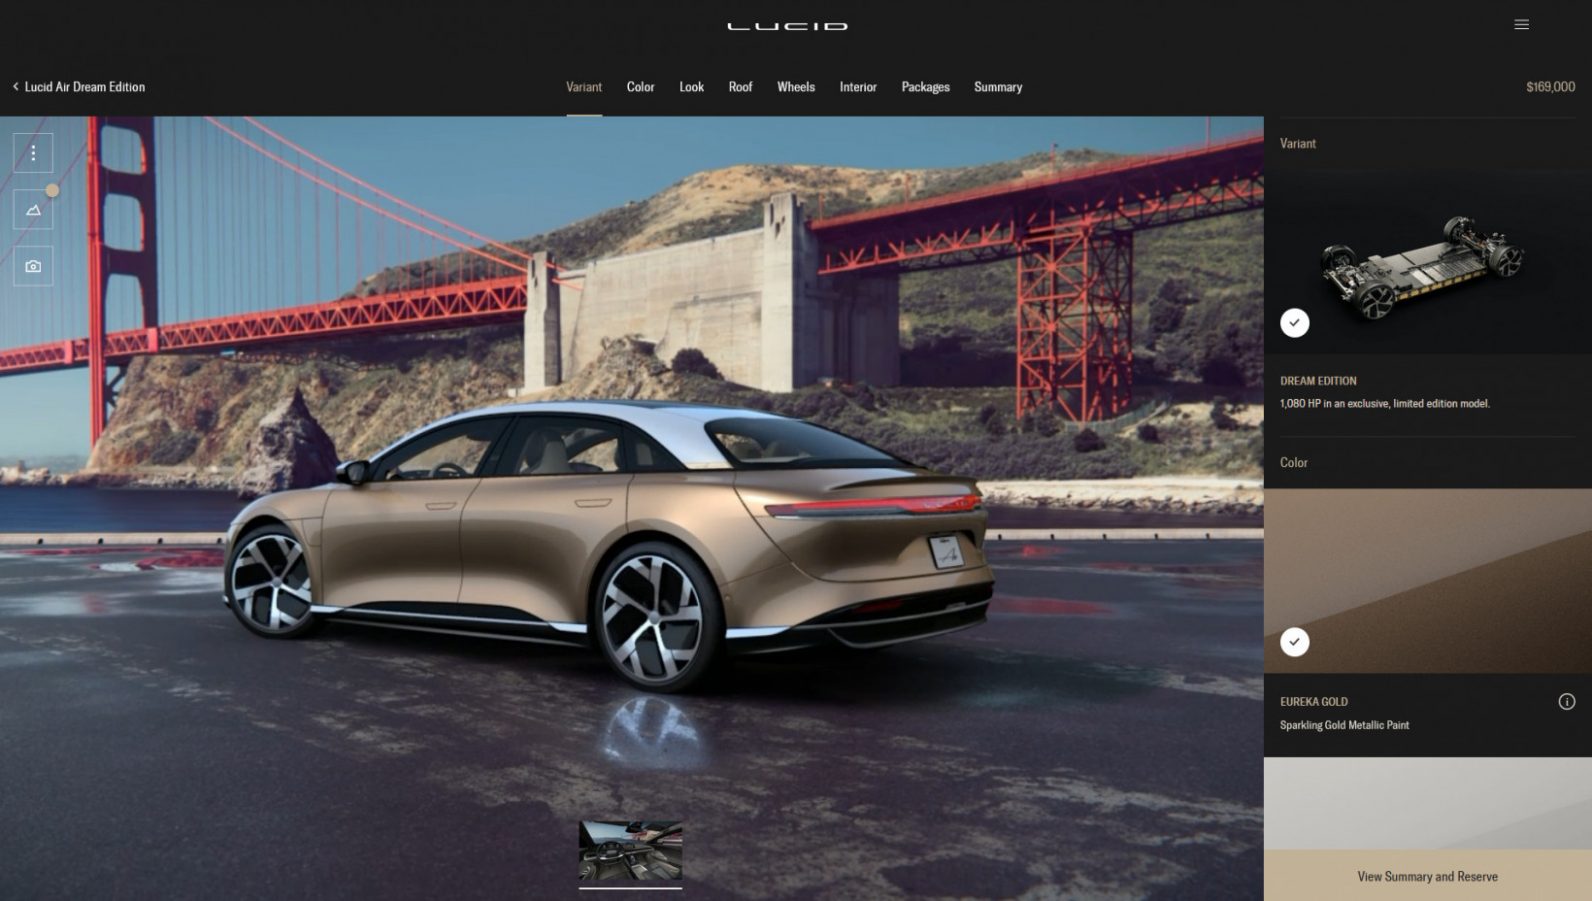 LUCID
Lucid Air Dream Edition
Variant
Color
Look
Roof
Wheels
Interior
Packages
Summary
$169,000
Variant
DREAM EDITION
1,080 HP in an exclusive, limited edition model.
Color
EUREKA GOLD
Sparkling Gold Metallic Paint
View Summary and Reserve